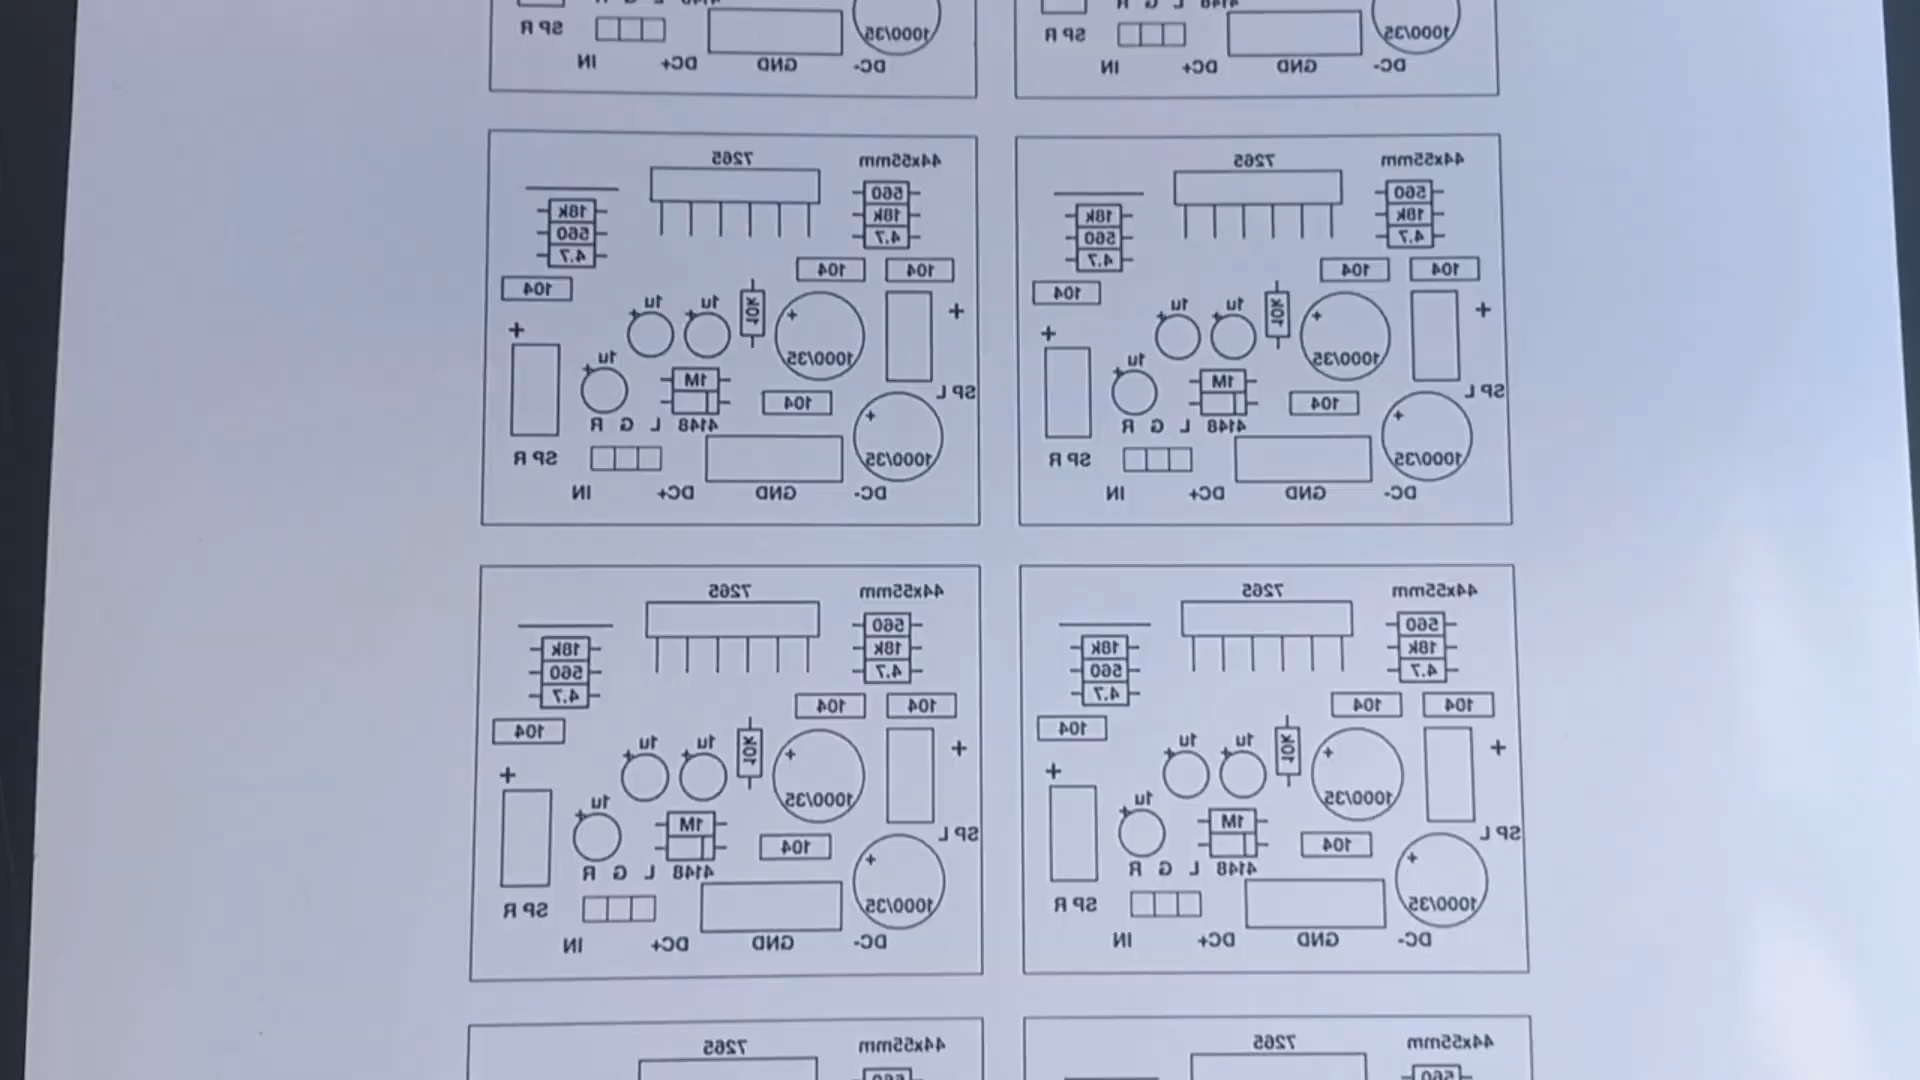 R G L 4148
SP R 1000/35
IN DC+ GND DC-
R G L 4148
SP R 1000/35
IN DC+ GND DC-
7265 44x55mm
560
18k 18k
560 4.7
4.7
104 104
104
1u 1u 10K
+ + + +
+
1000/35
1u
+ 1M
SP L
104
+
R G L 4148
SP R 1000/35
IN DC+ GND DC-
7265 44x55mm
560
18k 18k
560 4.7
4.7
104 104
104
1u 1u 10K
+ + + +
+
1000/35
1u
+ 1M
SP L
104
+
R G L 4148
SP R 1000/35
IN DC+ GND DC-
7265 44x55mm
560
18k 18k
560 4.7
4.7
104 104
104
1u 1u 10K
+ + + +
+
1000/35
1u
+ 1M
SP L
104
+
R G L 4148
SP R 1000/35
IN DC+ GND DC-
7265 44x55mm
560
18k 18k
560 4.7
4.7
104 104
104
1u 1u 10K
+ + + +
+
1000/35
1u
+ 1M
SP L
104
+
R G L 4148
SP R 1000/35
IN DC+ GND DC-
7265 44x55mm
560
7265 44x55mm
560